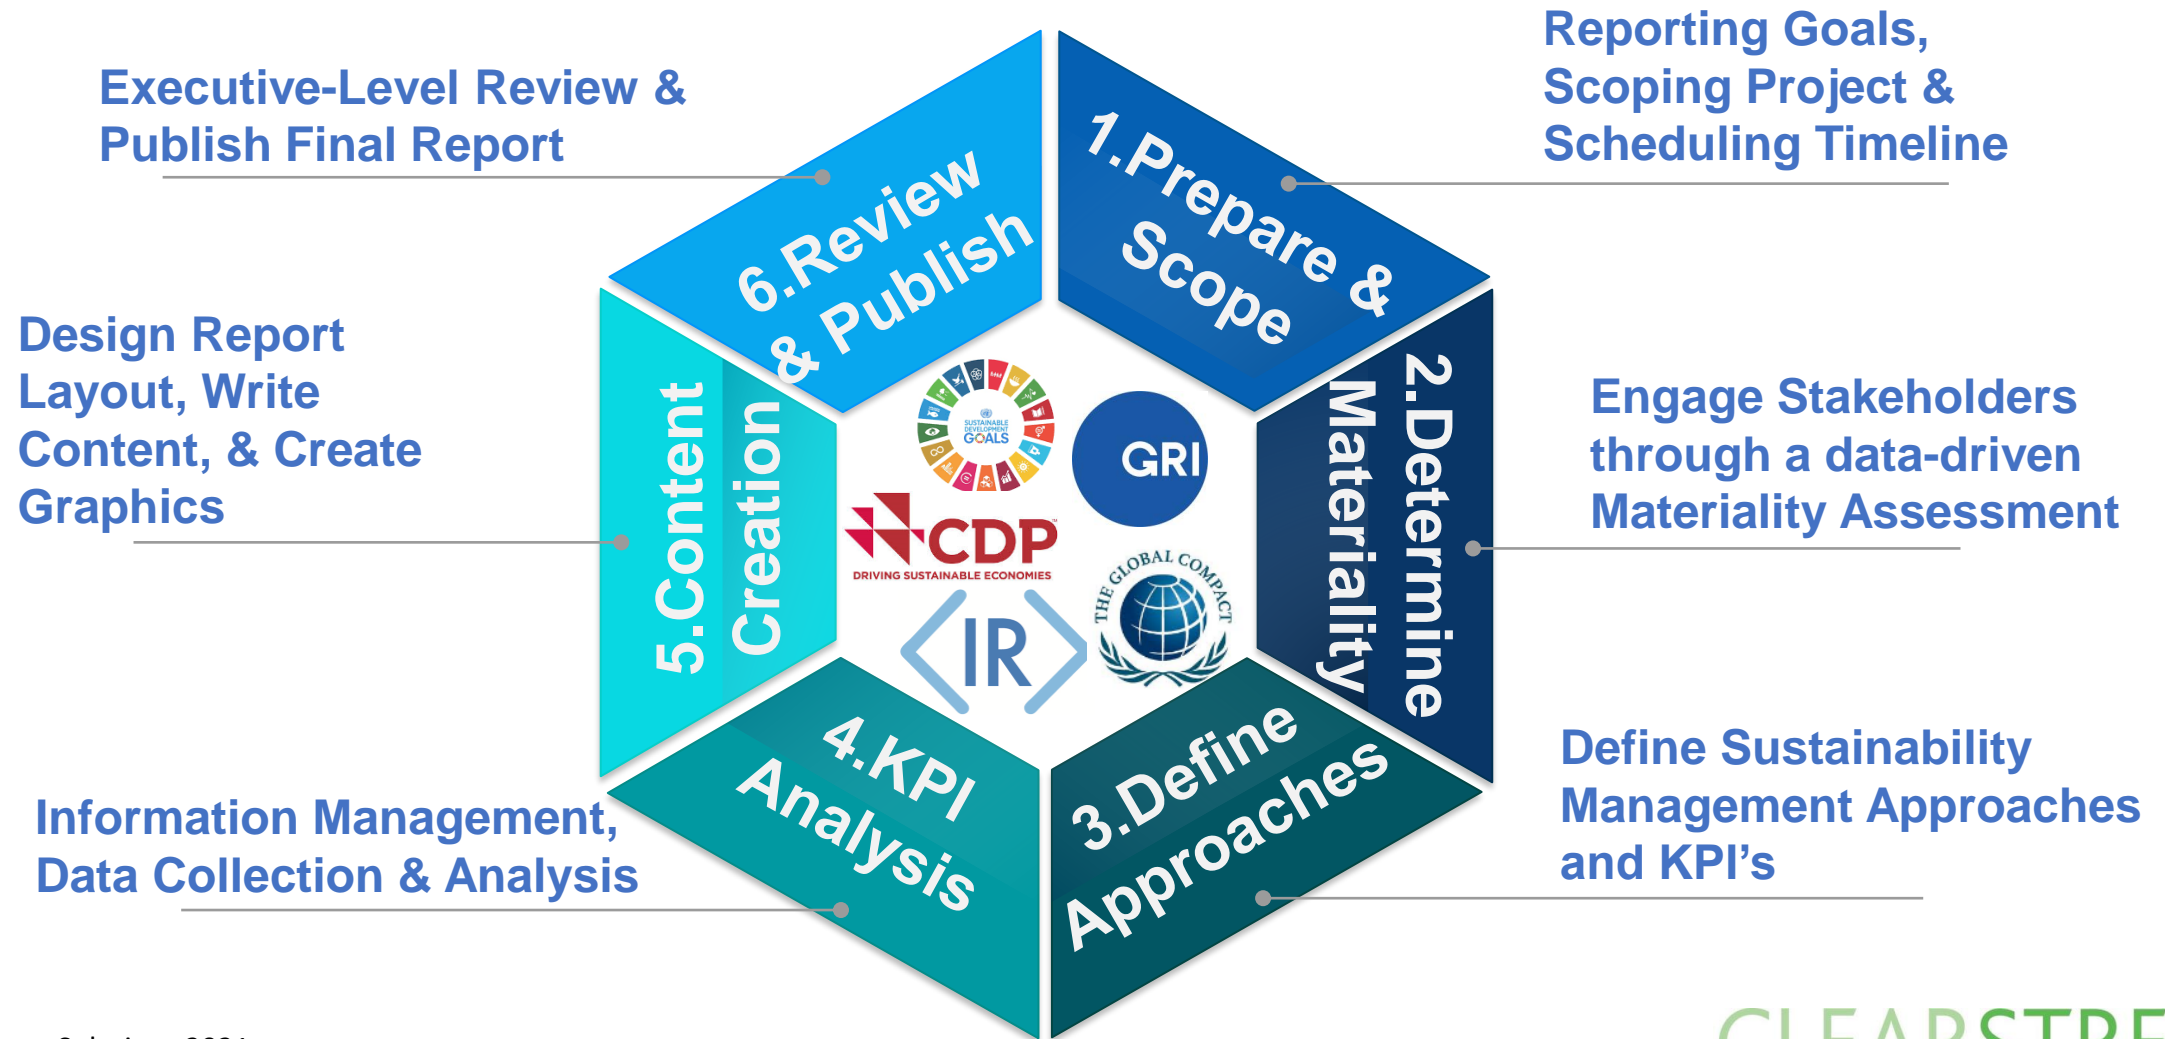 Executive-Level Review &
Publish Final Report
Reporting Goals,
Scoping Project &
Scheduling Timeline
6.Review
& Publish
1.Prepare &
Scope
Design Report
Layout, Write
Content, & Create
Graphics
5.Content
Creation
SUSTAINABLE
DEVELOPMENT
GOALS
GRI
CDP
DRIVING SUSTAINABLE ECONOMIES
THE GLOBAL COMPACT
IR
2.Determine
Materiality
Engage Stakeholders
through a data-driven
Materiality Assessment
Information Management,
Data Collection & Analysis
4.KPI
Analysis
3.Define
Approaches
Define Sustainability
Management Approaches
and KPI's